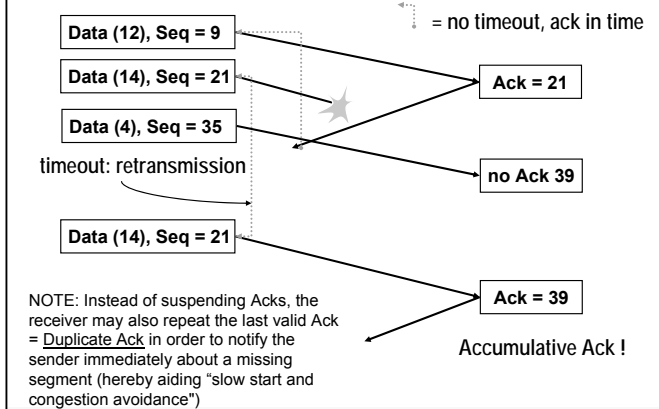 = no timeout, ack in time
Data (12), Seq = 9
Data (14), Seq = 21
Ack = 21
Data (4), Seq = 35
timeout: retransmission
no Ack 39
Data (14), Seq = 21
NOTE: Instead of suspending Acks, the
receiver may also repeat the last valid Ack
= Duplicate Ack in order to notify the
sender immediately about a missing
segment (hereby aiding “slow start and
congestion avoidance")
Ack = 39
Accumulative Ack !